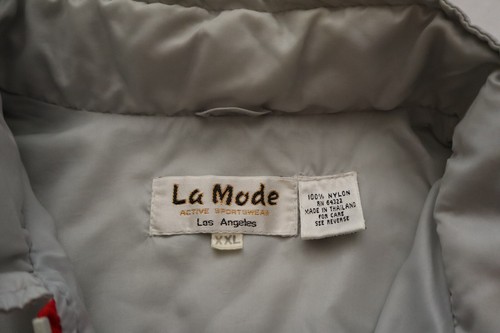 La Mode
ACTIVE SPORTSWEAR
Los Angeles
XXL
100% NYLON
RN 64322
MADE IN THAILAND
FOR CARE
SEE REVERSE